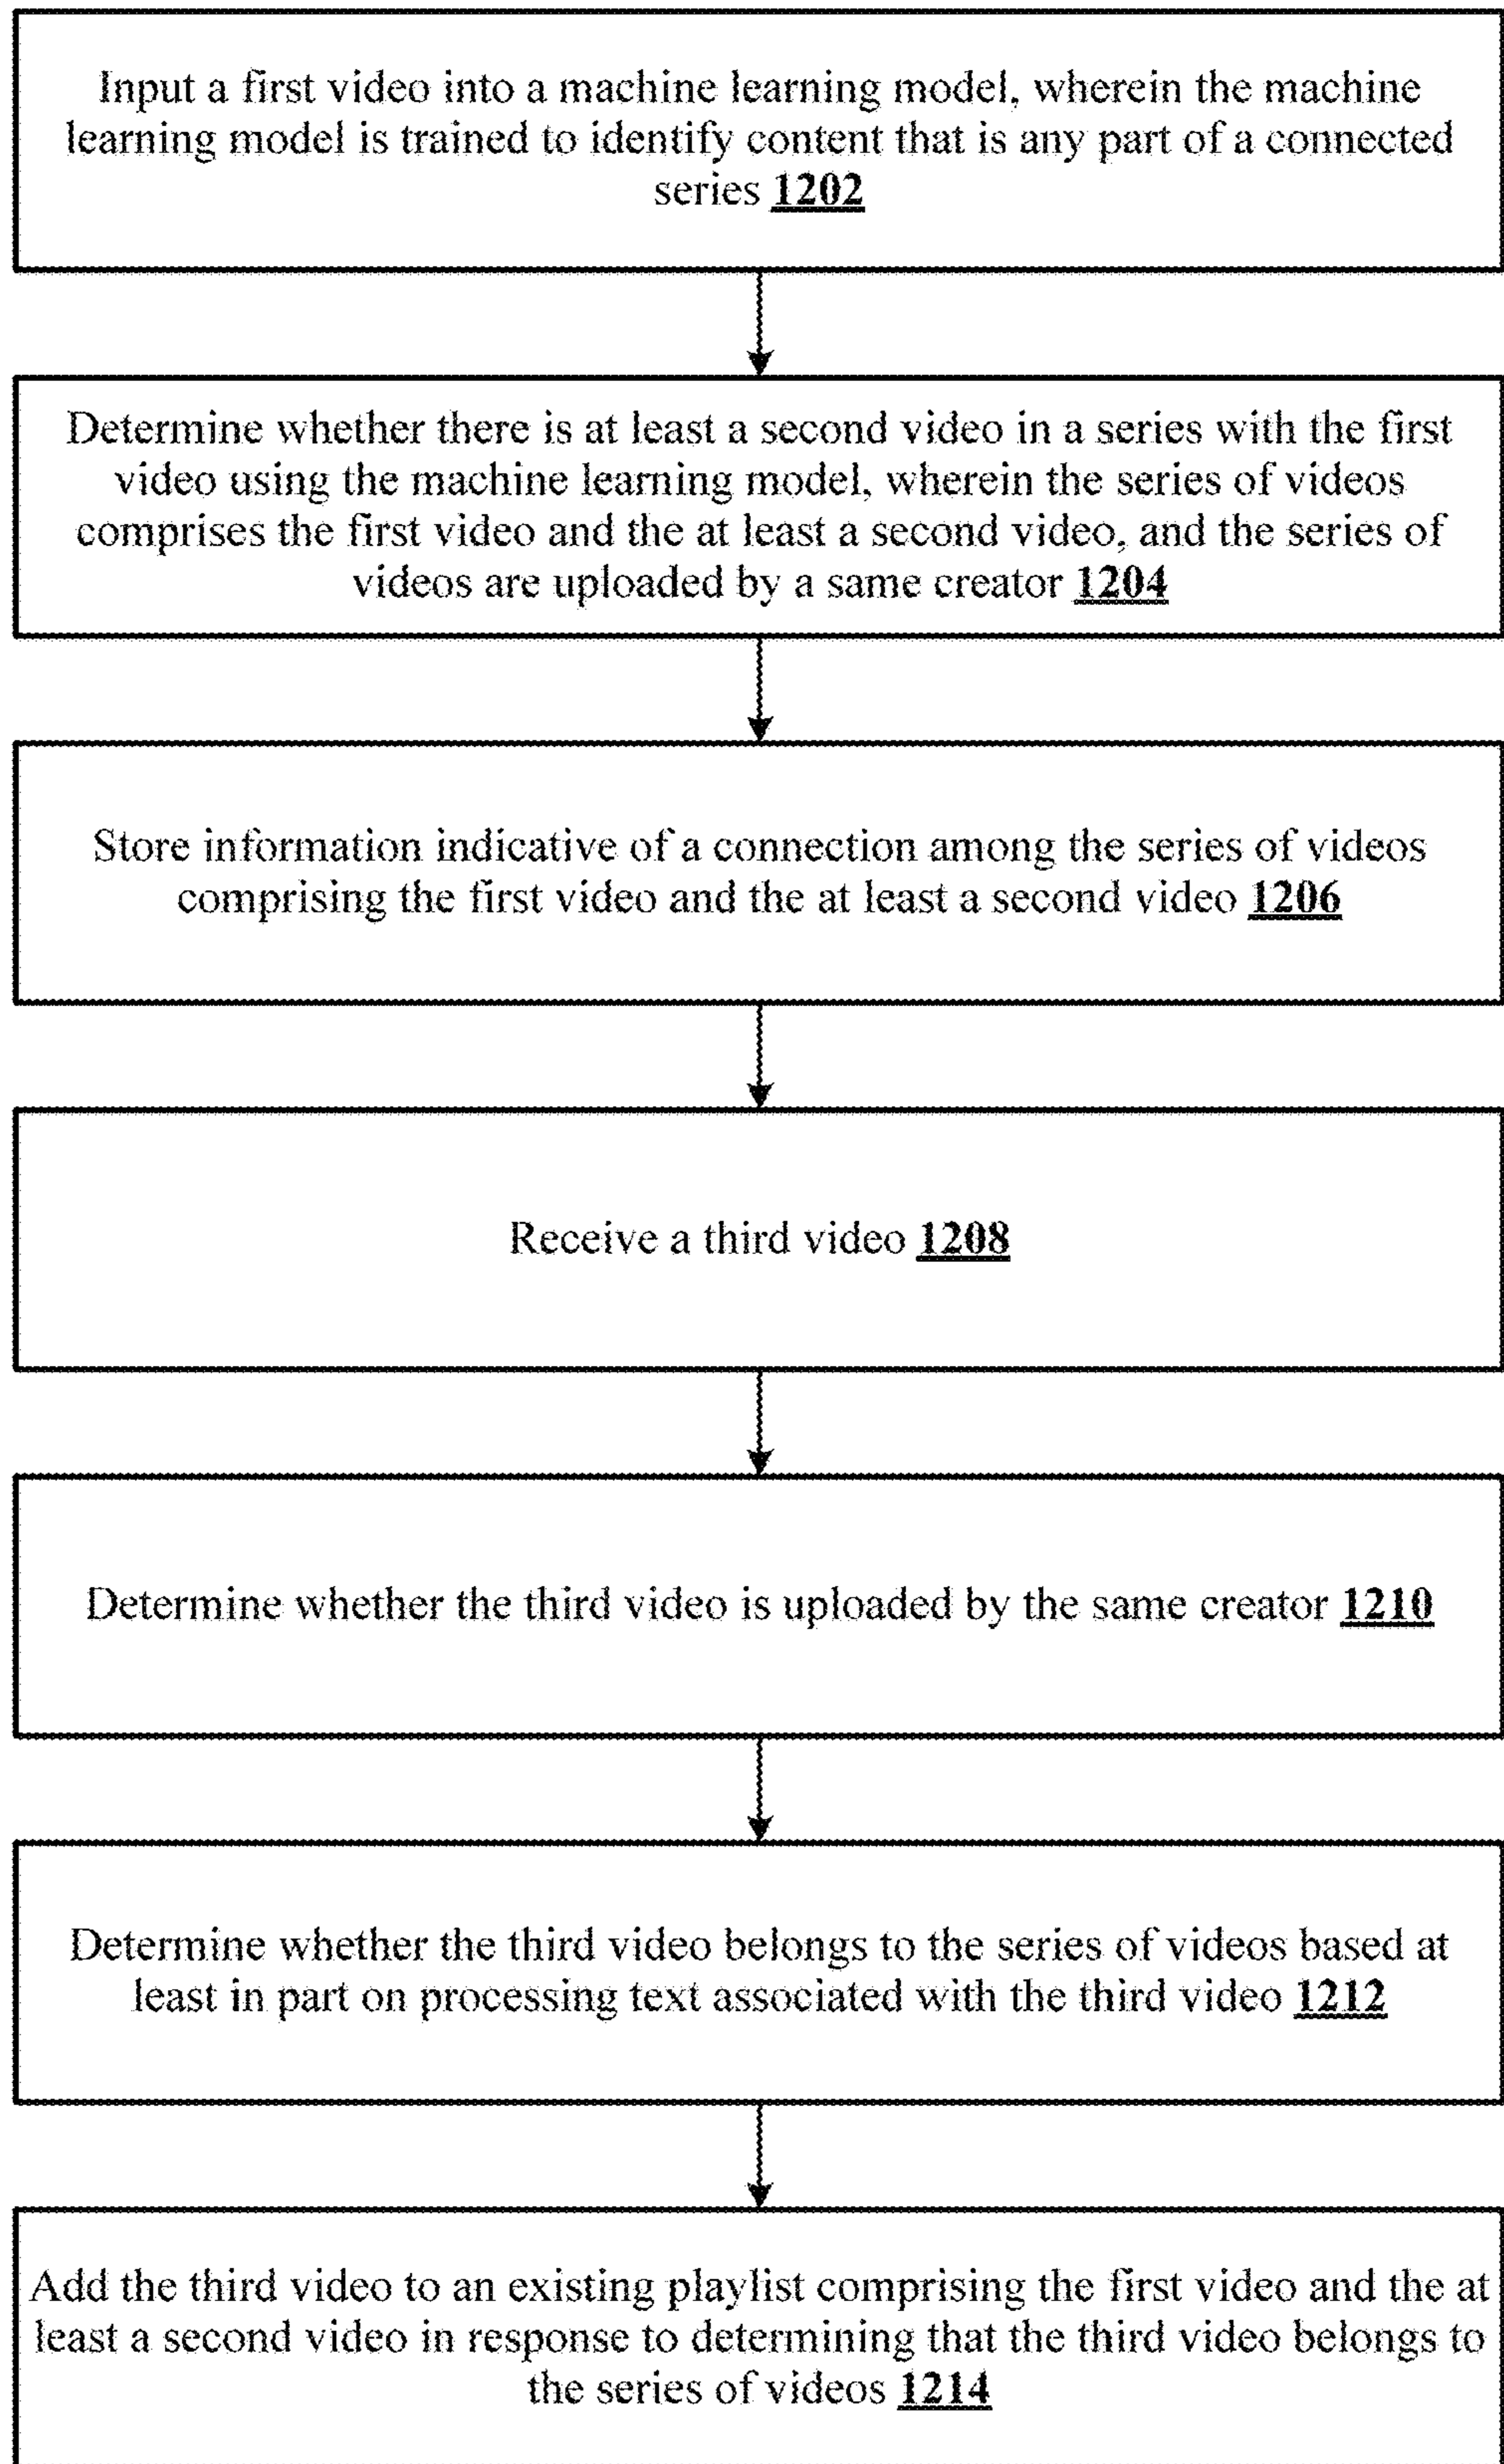 Input a first video into a machine learning model, wherein the machine
learning model is trained to identify content that is any part of a connected
series 1202
Determine whether there is at least a second video in a series with the first
video using the machine learning model, wherein the series of videos
comprises the first video and the at least a second video, and the series of
videos are uploaded by a same creator 1204
Store information indicative of a connection among the series of videos
comprising the first video and the at least a second video 1206
Receive a third video 1208
Determine whether the third video is uploaded by the same creator 1210
Determine whether the third video belongs to the series of videos based at
least in part on processing text associated with the third video 1212
Add the third video to an existing playlist comprising the first video and the at
least a second video in response to determining that the third video belongs to
the series of videos 1214